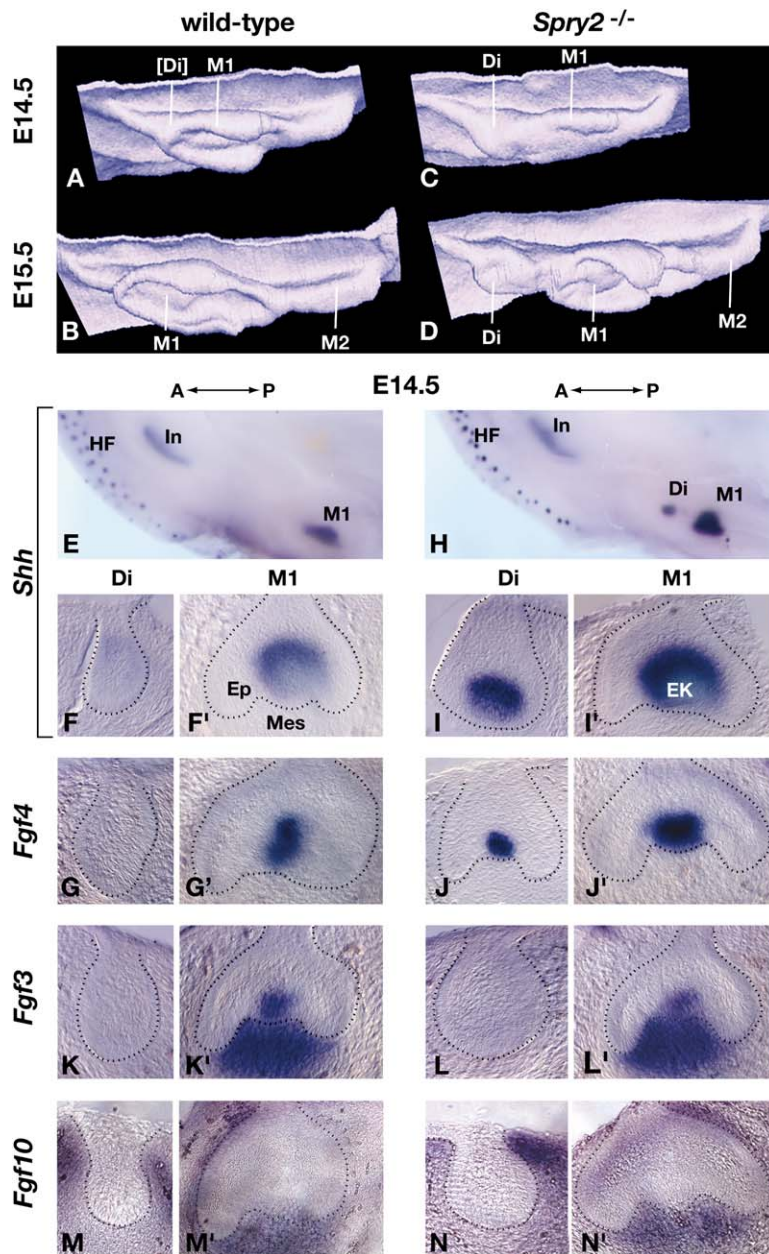 wild-type Spry2 -/-
E14.5
[Di] M1 Di M1
A C
E15.5
M1 M2 Di M1 M2
B D
A P E14.5 A P
Shh
HF In M1 HF In Di M1
E H
Di M1 Di M1
Ep Mes EK
F F' I I'
Fgf4
G G' J J'
Fgf3
K K' L L'
Fgf10
M M' N N'